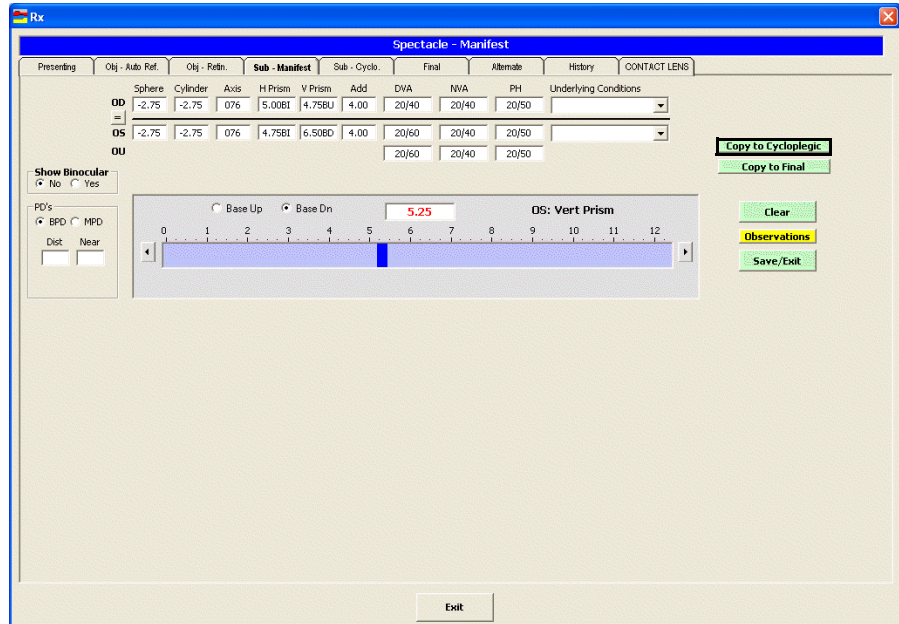 Rx
Spectacle - Manifest
Presenting Obj - Auto Ref. Obj - Retin. Sub - Manifest Sub - Cyclo. Final Alternate History CONTACT LENS
Sphere Cylinder Axis H Prism V Prism Add DVA NVA PH Underlying Conditions
OD -2.75 -2.75 076 5.00BI 4.75BU 4.00 20/40 20/40 20/50
=
OS -2.75 -2.75 076 4.75BI 6.50BD 4.00 20/60 20/40 20/50
OU 20/60 20/40 20/50
Copy to Cycloplegic
Copy to Final
Show Binocular
No Yes
PD's
BPD MPD
Dist Near
Base Up Base Dn 5.25 OS: Vert Prism
0 1 2 3 4 5 6 7 8 9 10 11 12
Clear
Observations
Save/Exit
Exit